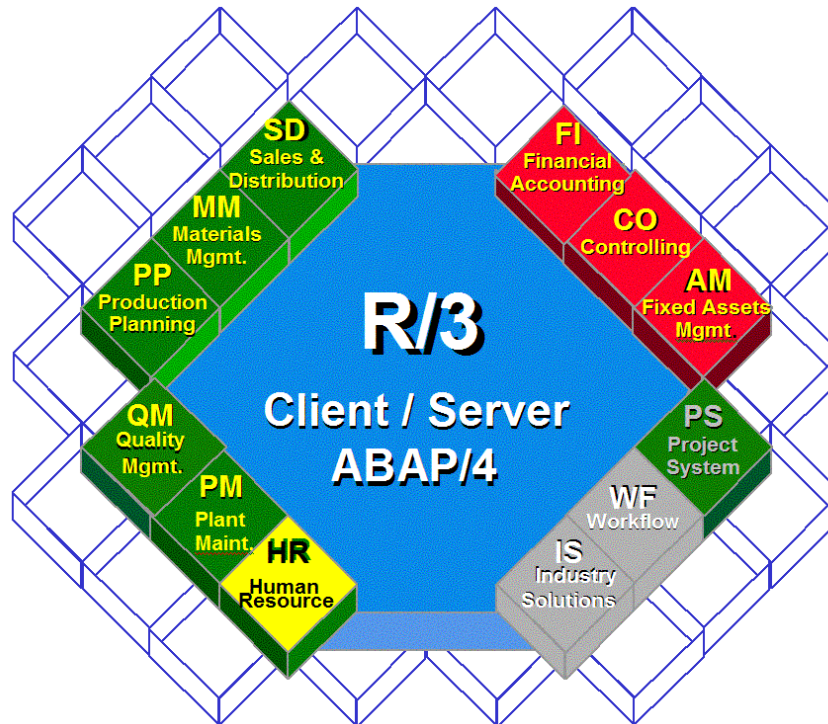 SD
Sales &
Distribution
MM
Materials
Mgmt.
PP
Production
Planning
FI
Financial
Accounting
CO
Controlling
AM
Fixed Assets
Mgmt.
R/3
Client / Server
ABAP/4
QM
Quality
Mgmt.
PM
Plant
Maint.
HR
Human
Resource
PS
Project
System
WF
Workflow
IS
Industry
Solutions